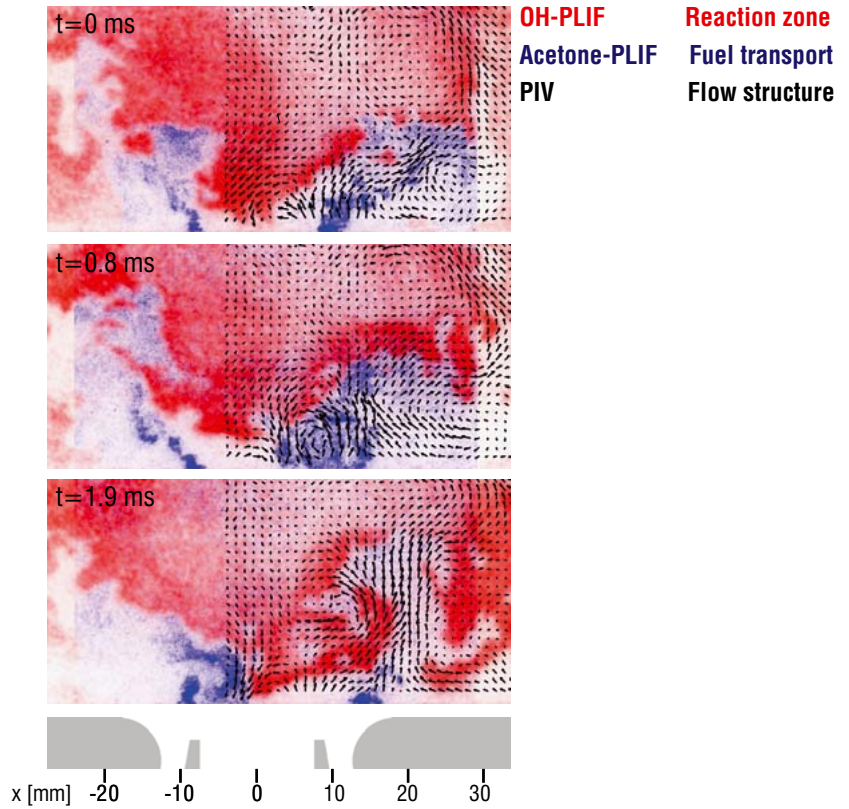 t=0 ms
OH-PLIF Reaction zone
Acetone-PLIF Fuel transport
PIV Flow structure
t=0.8 ms
t=1.9 ms
x [mm] -20 -10 0 10 20 30